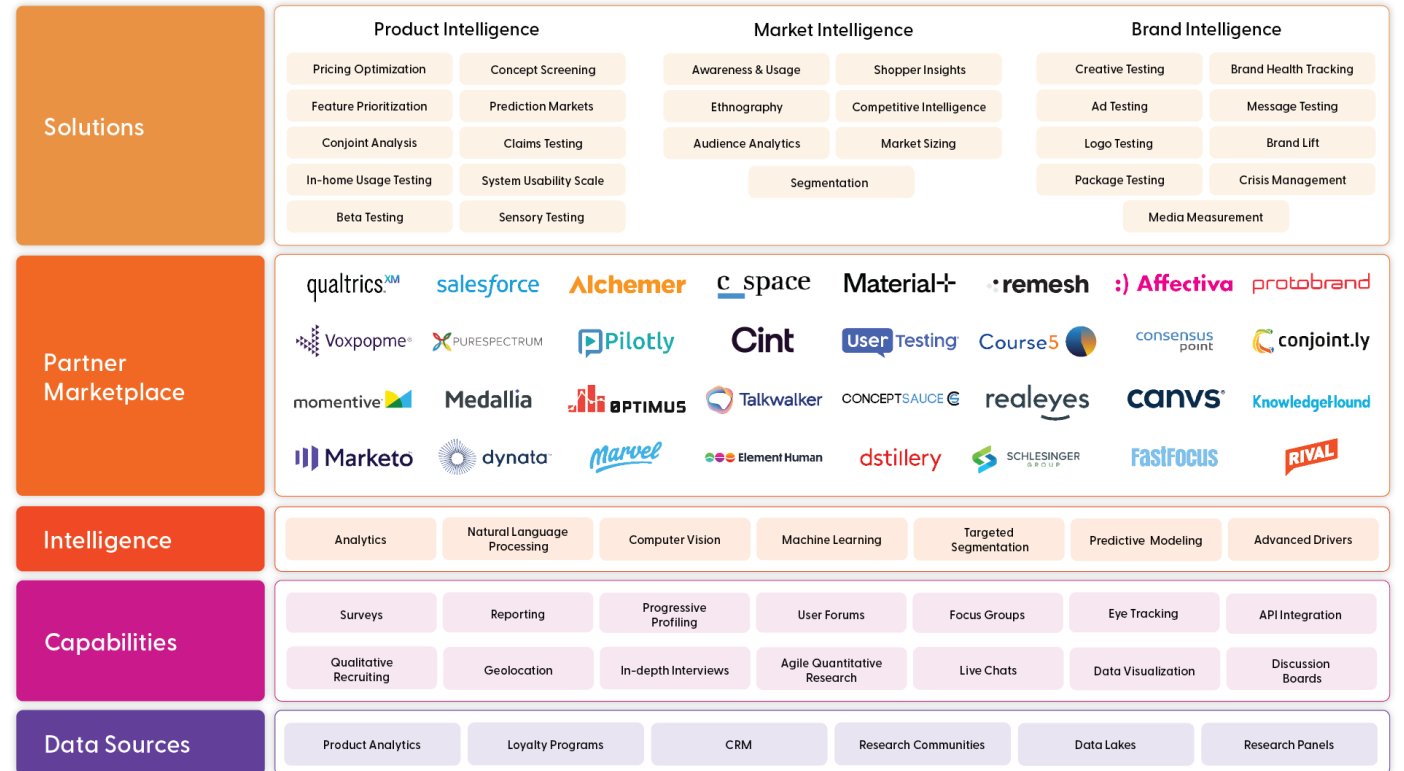 Solutions
Product Intelligence
Pricing Optimization
Concept Screening
Feature Prioritization
Prediction Markets
Conjoint Analysis
Claims Testing
In-home Usage Testing
System Usability Scale
Beta Testing
Sensory Testing
Market Intelligence
Awareness & Usage
Shopper Insights
Ethnography
Competitive Intelligence
Audience Analytics
Market Sizing
Segmentation
Brand Intelligence
Creative Testing
Brand Health Tracking
Ad Testing
Message Testing
Logo Testing
Brand Lift
Package Testing
Crisis Management
Media Measurement
Partner
Marketplace
qualtrics.XM
salesforce
Alchemer
c_space
Material+
remesh
:) Affectiva
protobrand
Voxpopme®
PURESPECTRUM
Pilotly
Cint
UserTesting
Course5
consensus
point
conjoint.ly
momentive
Medallia
OPTIMUS
Talkwalker
CONCEPTSAUCE
realeyes
canvs®
KnowledgeHound
Marketo
dynata
Marvel
Element Human
dstillery
SCHLESINGER
GROUP
FASTFOCUS
RIVAL
Intelligence
Analytics
Natural Language
Processing
Computer Vision
Machine Learning
Targeted
Segmentation
Predictive Modeling
Advanced Drivers
Capabilities
Surveys
Reporting
Progressive
Profiling
User Forums
Focus Groups
Eye Tracking
API Integration
Qualitative
Recruiting
Geolocation
In-depth Interviews
Agile Quantitative
Research
Live Chats
Data Visualization
Discussion
Boards
Data Sources
Product Analytics
Loyalty Programs
CRM
Research Communities
Data Lakes
Research Panels